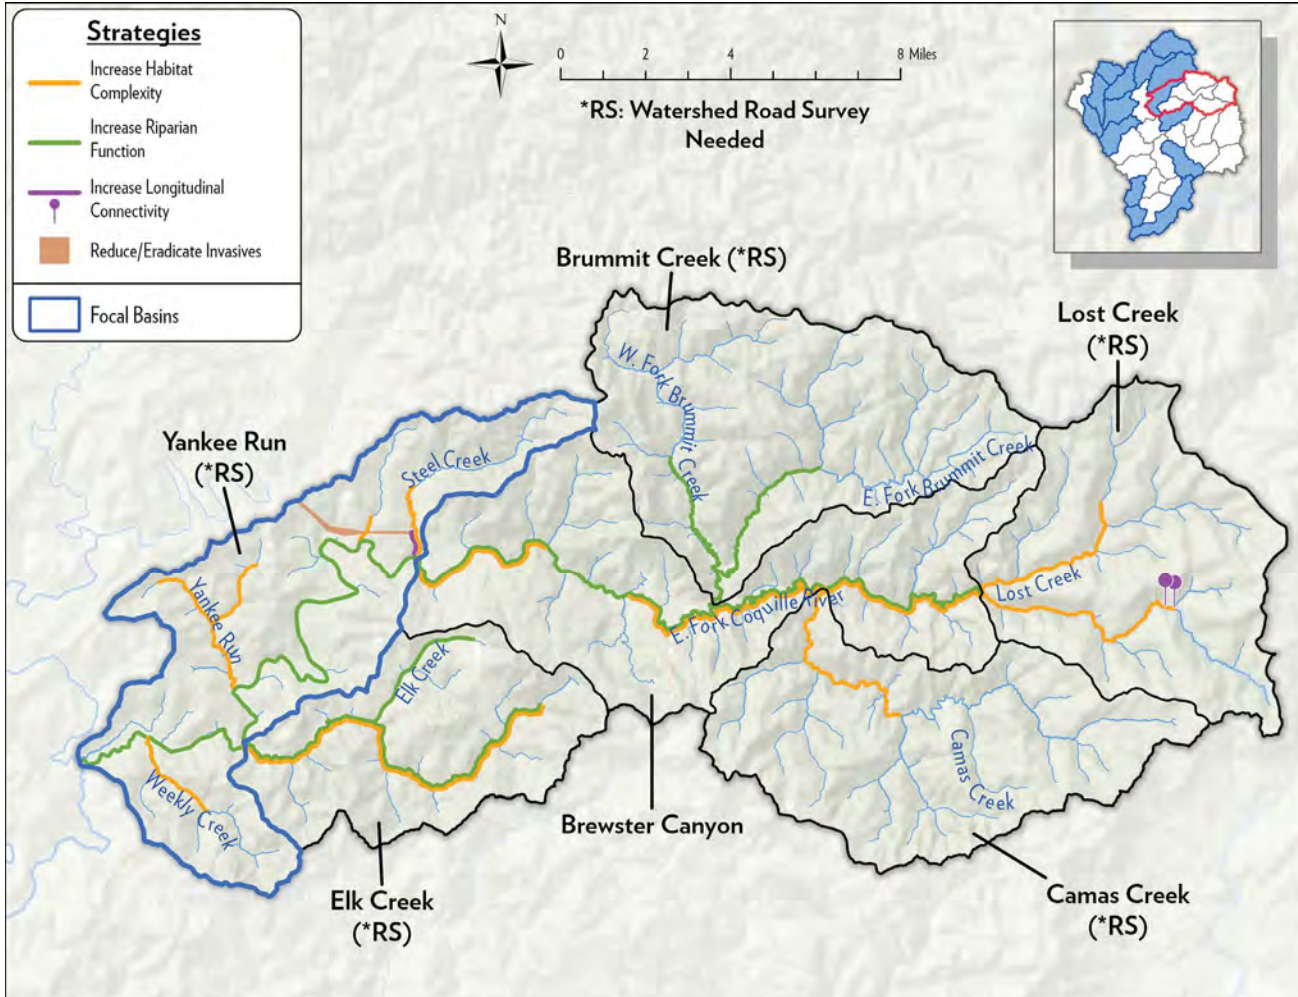 Strategies
Increase Habitat
Complexity
Increase Riparian
Function
Increase Longitudinal
Connectivity
Reduce/Eradicate Invasives
Focal Basins
N
0 2 4 8 Miles
*RS: Watershed Road Survey
Needed
Brummit Creek (*RS)
Lost Creek
(*RS)
Yankee Run
(*RS)
W. Fork Brummit Creek
Steel Creek
E. Fork Brummit Creek
Lost Creek
Yankee Run
E. Fork Coquille River
Elk Creek
Camas Creek
Weekly Creek
Brewster Canyon
Elk Creek
(*RS)
Camas Creek
(*RS)